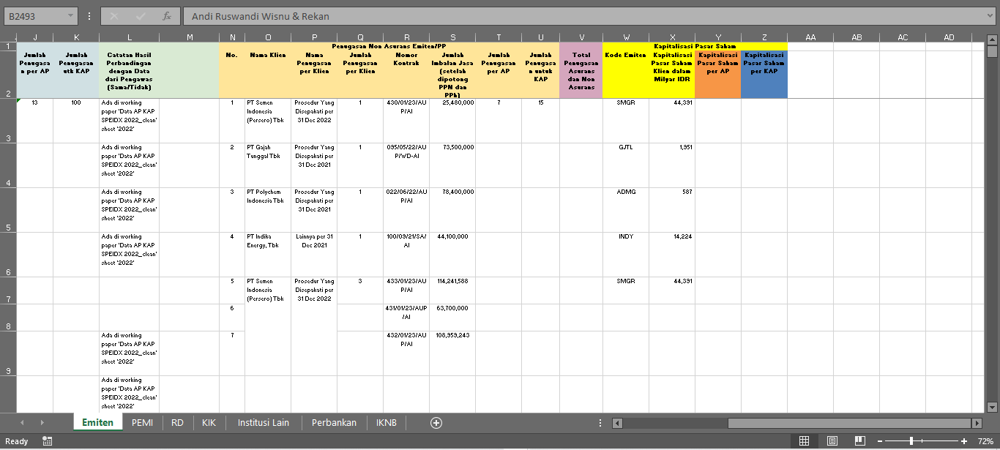 B2493
fx
Andi Ruswandi Wisnu & Rekan
J K L M N O P Q R S T U V W X Y Z AA AB AC AD
1
Penugasan Non Asurans Emiten/PP
Kapitalisasi Pasar Saham
2
Jumlah
Penugasa
n per AP
Jumlah
Penugasan
utk KAP
Catatan Hasil
Perbandingan
dengan Data
dari Pengawas
(Sama/Tidak)
No.
Nama Klien
Nama
Penugasan
per Klien
Jumlah
Penugasan
per Klien
Nomor
Kontrak
Jumlah
Imbalan Jasa
(setelah
dipotong
PPN dan
PPh)
Jumlah
Penugasan
per AP
Jumlah
Penugasa
n untuk
KAP
Total
Penugasan
Asurans
dan Non
Asurans
Kode Emiten
Kapitalisasi
Pasar Saham
Klien dalam
Milyar IDR
Kapitalisasi
Pasar Saham
per AP
Kapitalisasi
Pasar Saham
per KAP
3
13
100
Ada di working
paper 'Data AP KAP
SPEIDX 2022_clean'
sheet '2022'
1
PT Semen
Indonesia
(Persero) Tbk
Prosedur Yang
Disepakati per
31 Dec 2022
1
430/01/23/AU
P/AI
25,480,000
7
15
SMGR
44,391
4
Ada di working
paper 'Data AP KAP
SPEIDX 2022_clean'
sheet '2022'
2
PT Gajah
Tunggal Tbk
Prosedur Yang
Disepakati per
31 Dec 2021
1
095/05/22/AU
P/WD-AI
73,500,000
GJTL
1,951
5
Ada di working
paper 'Data AP KAP
SPEIDX 2022_clean'
sheet '2022'
3
PT Polychem
Indonesia Tbk
Prosedur Yang
Disepakati per
31 Dec 2021
1
022/06/22/AU
P/AI
78,400,000
ADMG
587
6
Ada di working
paper 'Data AP KAP
SPEIDX 2022_clean'
sheet '2022'
4
PT Indika
Energy, Tbk
Lainnya per 31
Dec 2021
1
100/09/21/SA/
AI
44,100,000
INDY
14,224
7
5
PT Semen
Indonesia
(Persero) Tbk
Prosedur Yang
Disepakati per
31 Dec 2022
3
433/01/23/AU
P/AI
114,241,588
SMGR
44,391
8
6
431/01/23/AUP
/AI
63,700,000
9
Ada di working
paper 'Data AP KAP
SPEIDX 2022_clean'
sheet '2022'
7
432/01/23/AU
P/AI
108,959,243
Ada di working
paper 'Data AP KAP
SPEIDX 2022_clean'
sheet '2022'
Emiten PEMI RD KIK Institusi Lain Perbankan IKNB
Ready
72%